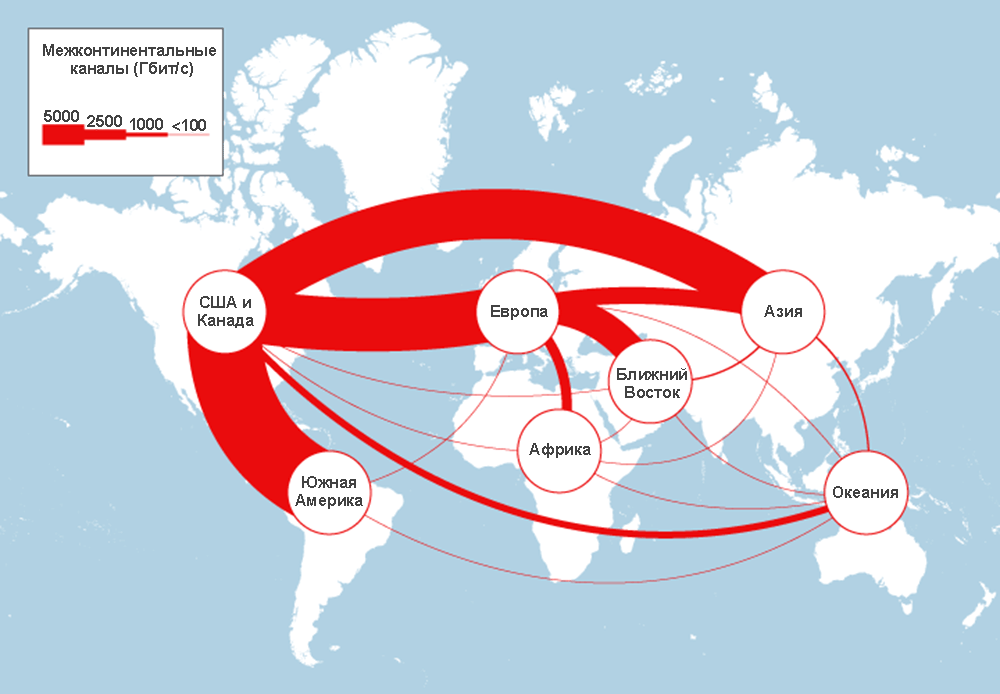 Межконтинентальные
каналы (Гбит/с)
5000 2500 1000 <100
США и
Канада
Европа
Азия
Ближний
Восток
Африка
Южная
Америка
Океания